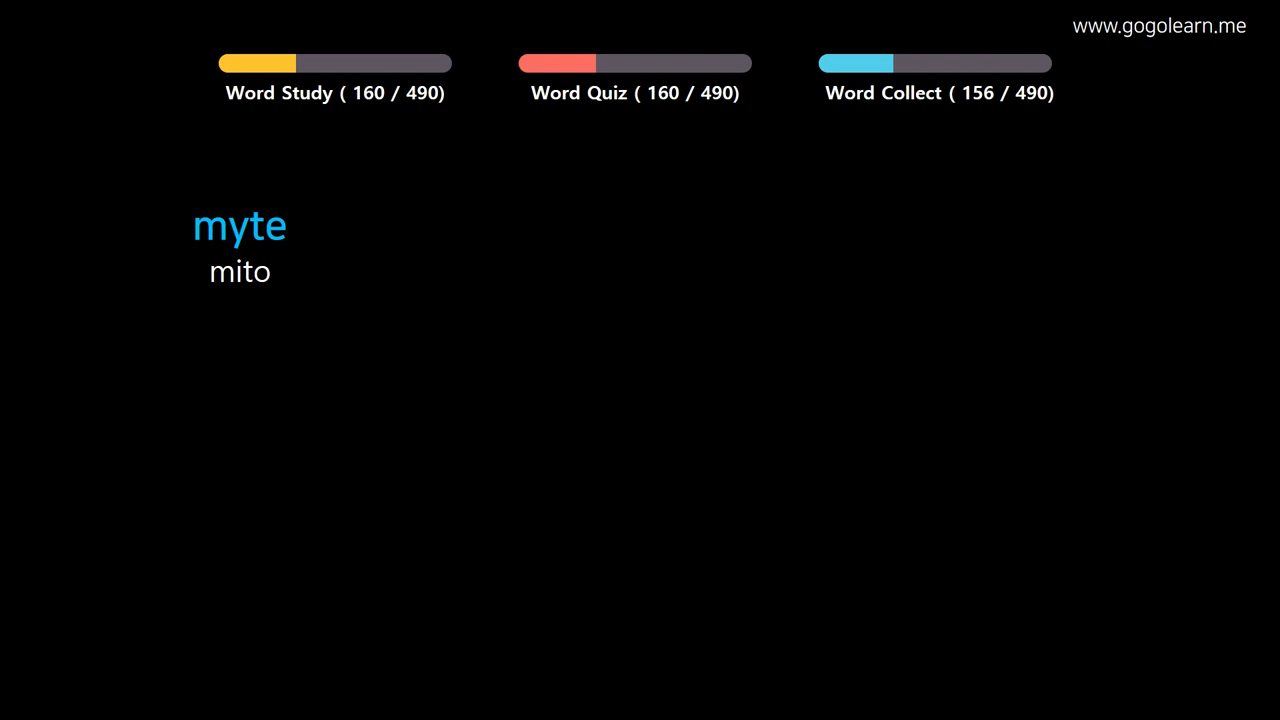 www.gogolearn.me
Word Study ( 160 / 490)
Word Quiz ( 160 / 490)
Word Collect ( 156 / 490)
myte
mito